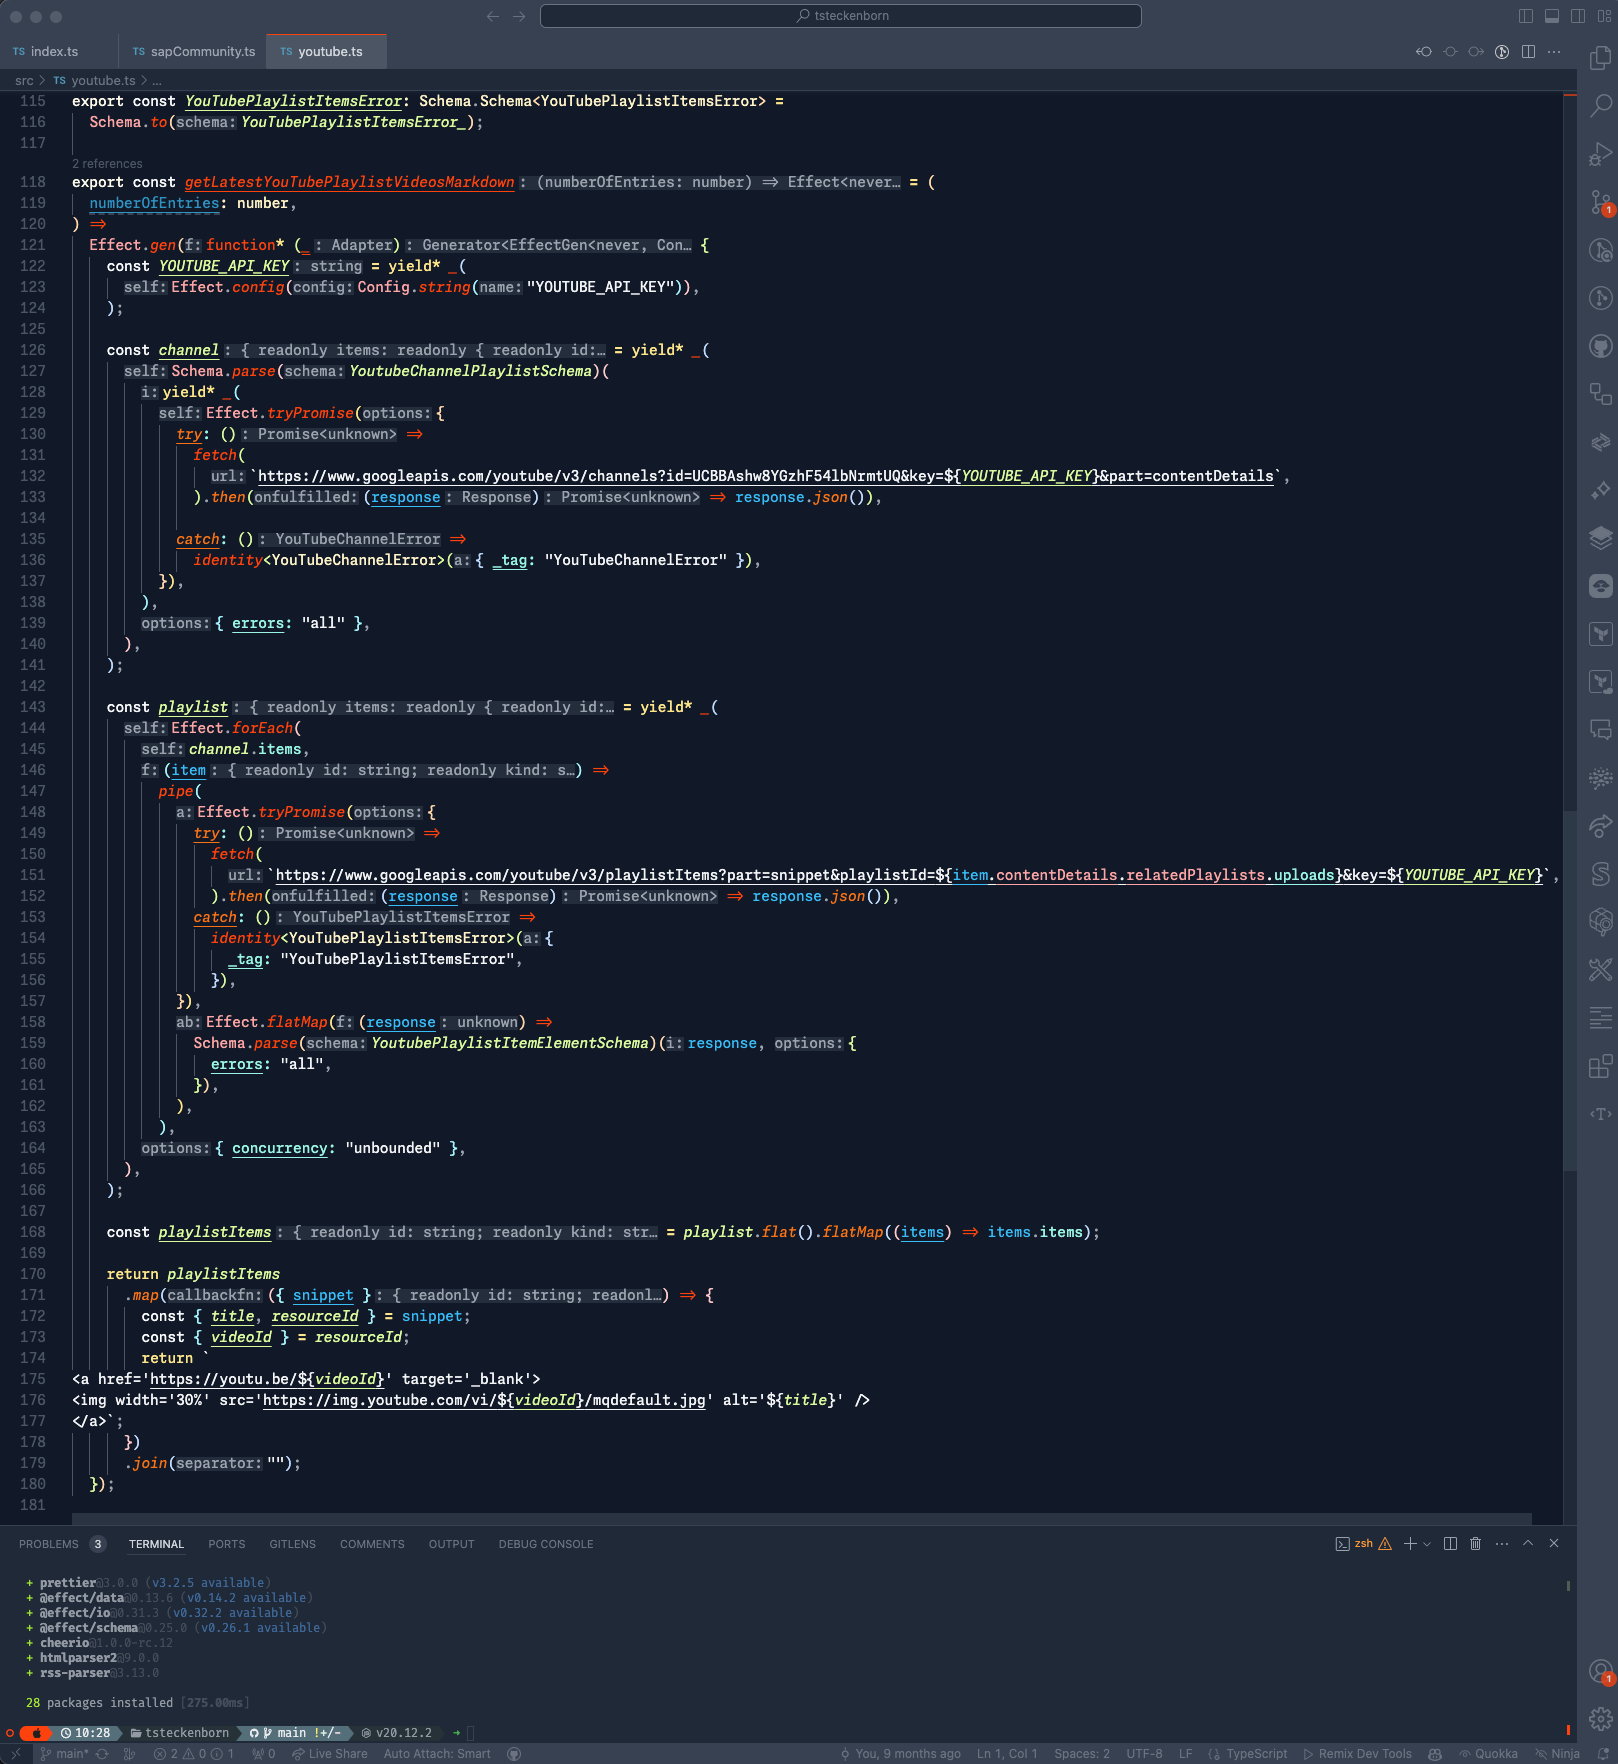 tsteckenborn
TS index.ts
TS sapCommunity.ts
TS youtube.ts
src > TS youtube.ts > ...
115 export const YouTubePlaylistItemsError: Schema.Schema<YouTubePlaylistItemsError> =
116 Schema.to(schema: YouTubePlaylistItemsError_);
117
2 references
118 export const getLatestYouTubePlaylistVideosMarkdown : (numberOfEntries: number) => Effect<never… = (
119 numberOfEntries: number,
120 ) =>
121 Effect.gen(f: function* (_ : Adapter) : Generator<EffectGen<never, Con… {
122 const YOUTUBE_API_KEY : string = yield* _(
123 self: Effect.config(config: Config.string(name: "YOUTUBE_API_KEY")),
124 );
125
126 const channel : { readonly items: readonly { readonly id:… = yield* _(
127 self: Schema.parse(schema: YoutubeChannelPlaylistSchema)(
128 i: yield* _(
129 self: Effect.tryPromise(options: {
130 try: () : Promise<unknown> =>
131 fetch(
132 url: `https://www.googleapis.com/youtube/v3/channels?id=UCBBAshw8YGzhF54lbNrmtUQ&key=${YOUTUBE_API_KEY}&part=contentDetails`,
133 ).then(onfulfilled: (response : Response) : Promise<unknown> => response.json()),
134
135 catch: () : YouTubeChannelError =>
136 identity<YouTubeChannelError>(a: { _tag: "YouTubeChannelError" }),
137 }),
138 ),
139 options: { errors: "all" },
140 ),
141 );
142
143 const playlist : { readonly items: readonly { readonly id:… = yield* _(
144 self: Effect.forEach(
145 self: channel.items,
146 f: (item : { readonly id: string; readonly kind: s…) =>
147 pipe(
148 a: Effect.tryPromise(options: {
149 try: () : Promise<unknown> =>
150 fetch(
151 url: `https://www.googleapis.com/youtube/v3/playlistItems?part=snippet&playlistId=${item.contentDetails.relatedPlaylists.uploads}&key=${YOUTUBE_API_KEY}`,
152 ).then(onfulfilled: (response : Response) : Promise<unknown> => response.json()),
153 catch: () : YouTubePlaylistItemsError =>
154 identity<YouTubePlaylistItemsError>(a: {
155 _tag: "YouTubePlaylistItemsError",
156 }),
157 }),
158 ab: Effect.flatMap(f: (response : unknown) =>
159 Schema.parse(schema: YoutubePlaylistItemElementSchema)(i: response, options: {
160 errors: "all",
161 }),
162 ),
163 ),
164 options: { concurrency: "unbounded" },
165 ),
166 );
167
168 const playlistItems : { readonly id: string; readonly kind: str… = playlist.flat().flatMap((items) => items.items);
169
170 return playlistItems
171 .map(callbackfn: ({ snippet } : { readonly id: string; readonl…) => {
172 const { title, resourceId } = snippet;
173 const { videoId } = resourceId;
174 return `
175 <a href='https://youtu.be/${videoId}' target='_blank'>
176 <img width='30%' src='https://img.youtube.com/vi/${videoId}/mqdefault.jpg' alt='${title}' />
177 </a>`;
178 })
179 .join(separator: "");
180 });
181
PROBLEMS 3 TERMINAL PORTS GITLENS COMMENTS OUTPUT DEBUG CONSOLE
zsh
+ prettier@3.0.0 (v3.2.5 available)
+ @effect/data@0.13.6 (v0.14.2 available)
+ @effect/io@0.31.3 (v0.32.2 available)
+ @effect/schema@0.25.0 (v0.26.1 available)
+ cheerio@1.0.0-rc.12
+ htmlparser2@9.0.0
+ rss-parser@3.13.0
28 packages installed [275.00ms]
10:28 tsteckenborn main !+/- v20.12.2 →
main* 2 0 1 0 Live Share Auto Attach: Smart You, 9 months ago Ln 1, Col 1 Spaces: 2 UTF-8 LF TypeScript Remix Dev Tools Quokka Ninja
1
1